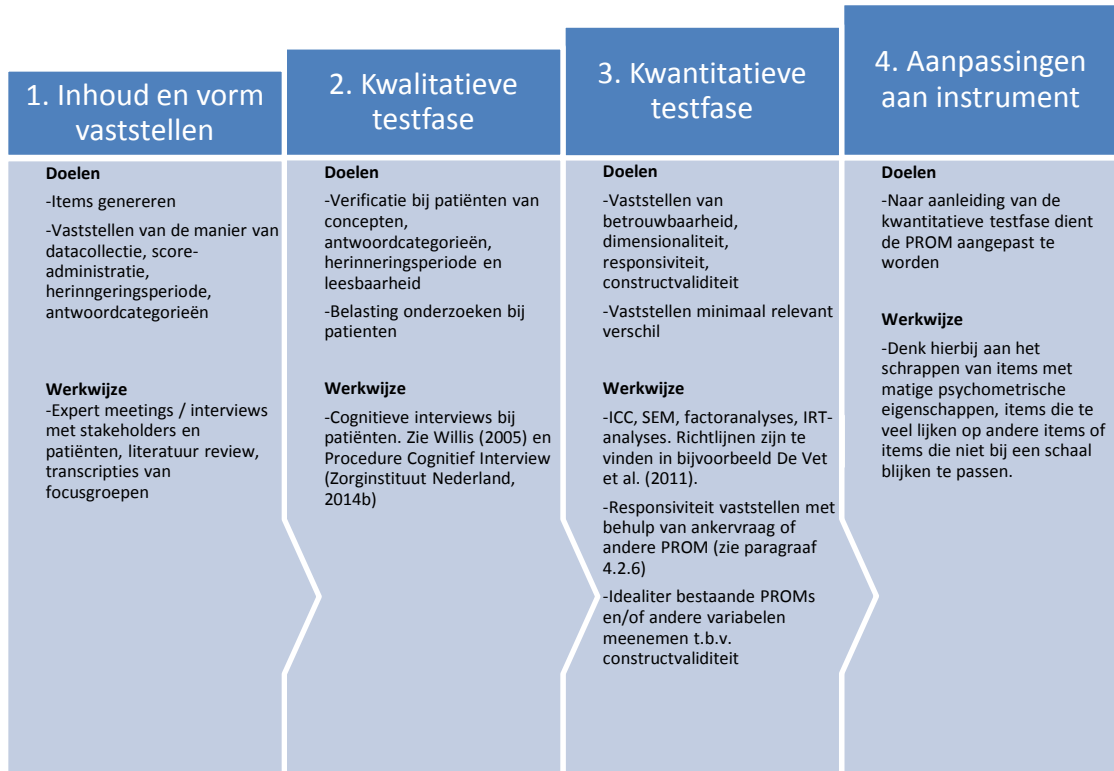 1. Inhoud en vorm
vaststellen
Doelen
-Items genereren
-Vaststellen van de manier van
datacollectie, score-
administratie,
herinngeringsperiode,
antwoordcategorieën
Werkwijze
-Expert meetings / interviews
met stakeholders en
patiënten, literatuur review,
transcripties van
focusgroepen
2. Kwalitatieve
testfase
Doelen
-Verificatie bij patiënten van
concepten,
antwoordcategorieën,
herinneringsperiode en
leesbaarheid
-Belasting onderzoeken bij
patienten
Werkwijze
-Cognitieve interviews bij
patiënten. Zie Willis (2005) en
Procedure Cognitief Interview
(Zorginstituut Nederland,
2014b)
3. Kwantitatieve
testfase
Doelen
-Vaststellen van
betrouwbaarheid,
dimensionaliteit,
responsiviteit,
constructvaliditeit
-Vaststellen minimaal relevant
verschil
Werkwijze
-ICC, SEM, factoranalyses, IRT-
analyses. Richtlijnen zijn te
vinden in bijvoorbeeld De Vet
et al. (2011).
-Responsiviteit vaststellen met
behulp van ankervraag of
andere PROM (zie paragraaf
4.2.6)
-Idealiter bestaande PROMs
en/of andere variabelen
meenemen t.b.v.
constructvaliditeit
4. Aanpassingen
aan instrument
Doelen
-Naar aanleiding van de
kwantitatieve testfase dient
de PROM aangepast te
worden
Werkwijze
-Denk hierbij aan het
schrappen van items met
matige psychometrische
eigenschappen, items die te
veel lijken op andere items of
items die niet bij een schaal
blijken te passen.